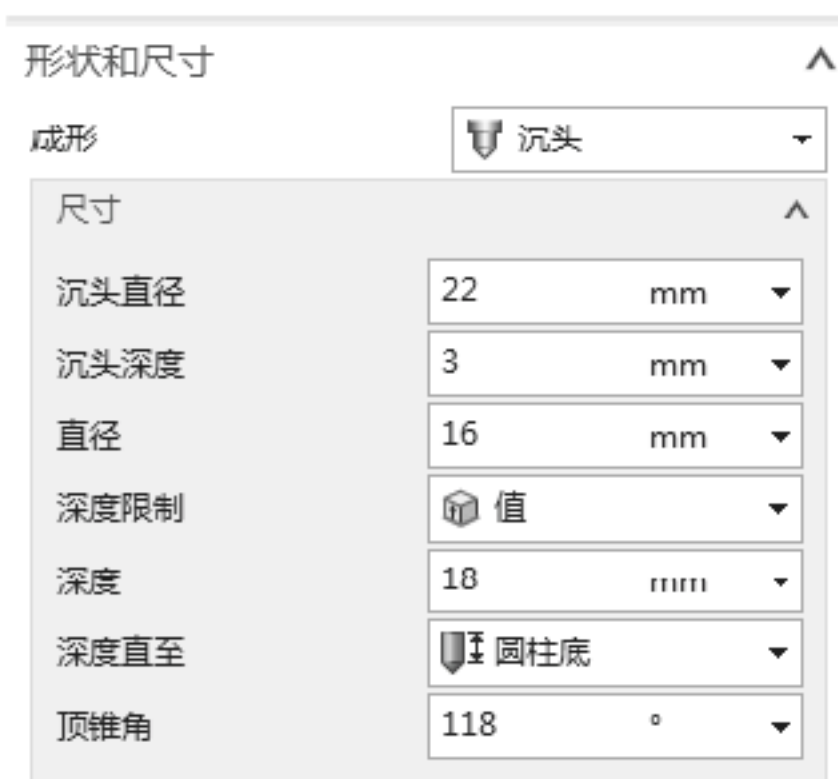 形状和尺寸
成形 沉头
尺寸
沉头直径 22 mm
沉头深度 3 mm
直径 16 mm
深度限制 值
深度 18 mm
深度直至 圆柱底
顶锥角 118 °